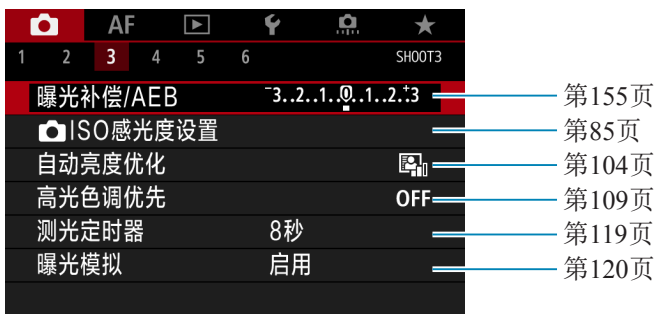 AF
1 2 3 4 5 6 SHOOT3
曝光补偿/AEB -3..2..1..0..1..2..+3 第155页
ISO感光度设置 第85页
自动亮度优化 第104页
高光色调优先 OFF 第109页
测光定时器 8秒 第119页
曝光模拟 启用 第120页